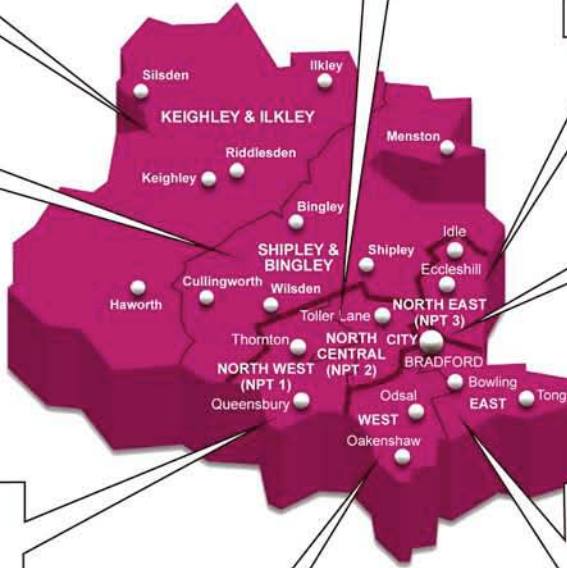 Silsden
Ilkley
KEIGHLEY & ILKLEY
Menston
Riddlesden
Keighley
Bingley
Idle
SHIPLEY &
BINGLEY
Shipley
Eccleshill
Cullingworth
Haworth
Wilsden
NORTH EAST
(NPT 3)
Toller Lane
Thornton
NORTH
CENTRAL
(NPT 2)
CITY
BRADFORD
NORTH WEST
(NPT 1)
Queensbury
Odsal
Bowling
WEST
EAST
Tong
Oakenshaw